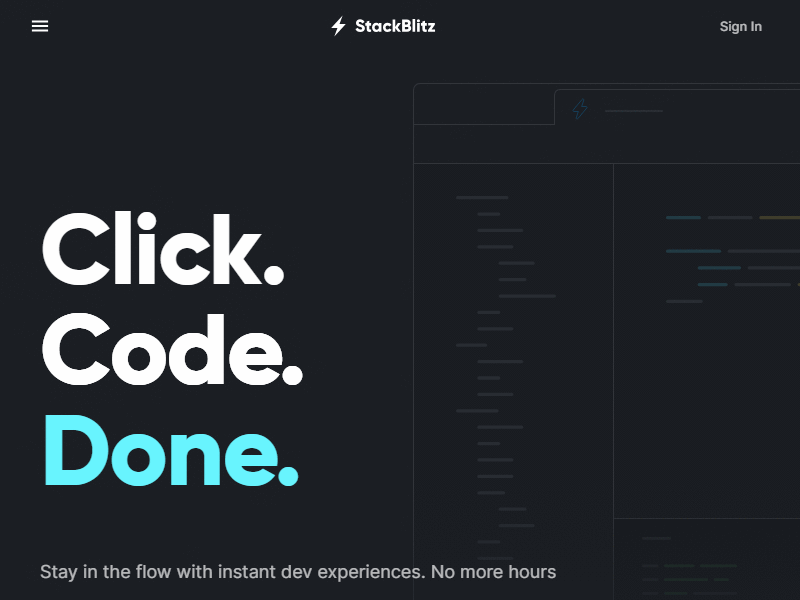 StackBlitz
Sign In
Click.
Code.
Done.
Stay in the flow with instant dev experiences. No more hours